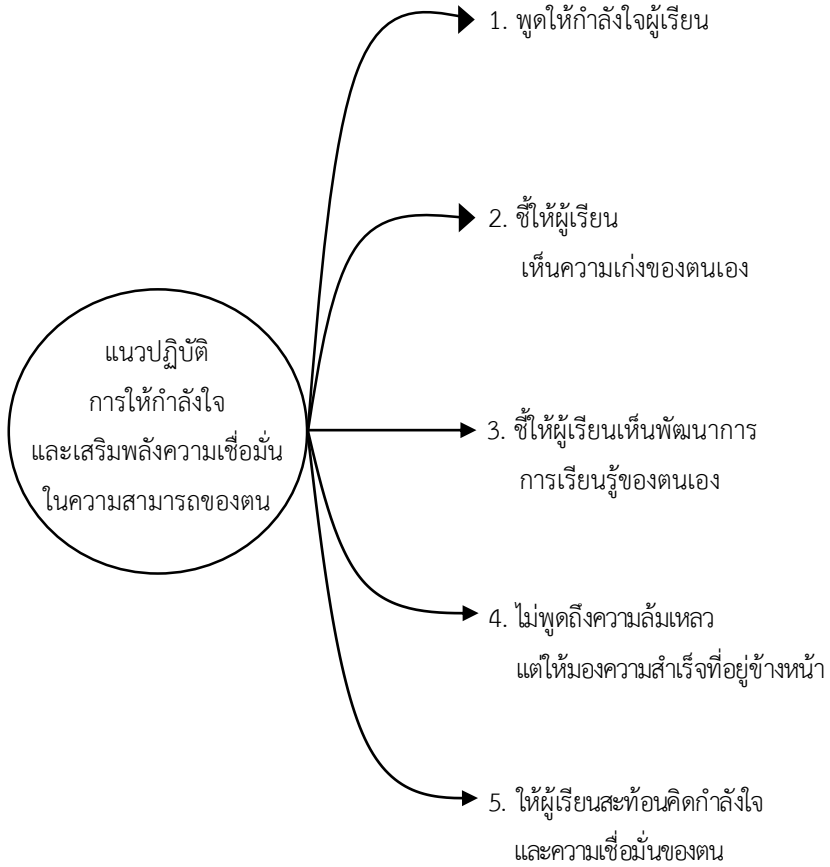 แนวปฏิบัติ
การให้กำลังใจ
และเสริมพลังความเชื่อมั่น
ในความสามารถของตน
1. พูดให้กำลังใจผู้เรียน
2. ชี้ให้ผู้เรียน
เห็นความเก่งของตนเอง
3. ชี้ให้ผู้เรียนเห็นพัฒนาการ
การเรียนรู้ของตนเอง
4. ไม่พูดถึงความล้มเหลว
แต่ให้มองความสำเร็จที่อยู่ข้างหน้า
5. ให้ผู้เรียนสะท้อนคิดกำลังใจ
และความเชื่อมั่นของตน